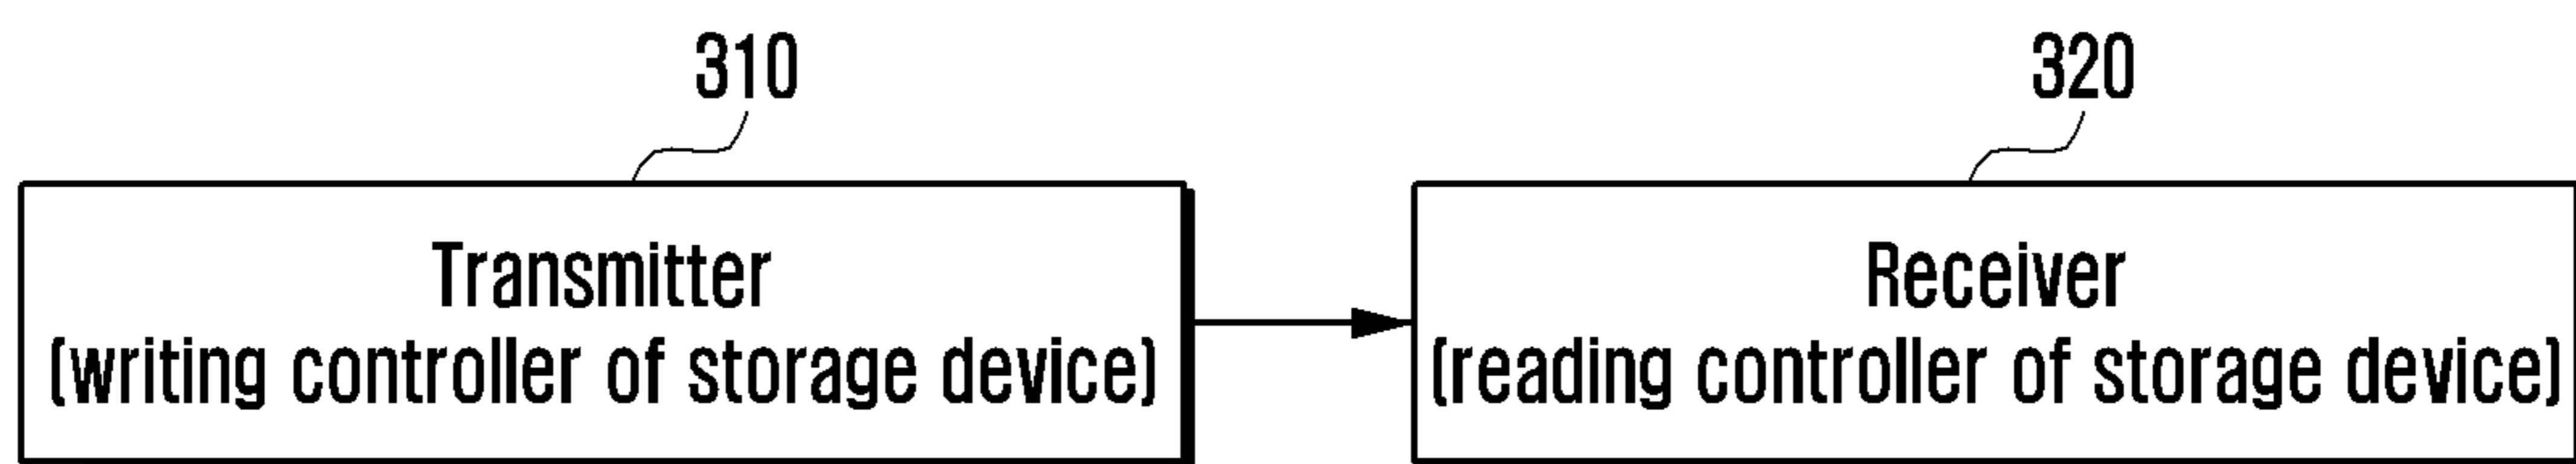 310
320
Transmitter
(writing controller of storage device)
Receiver
(reading controller of storage device)